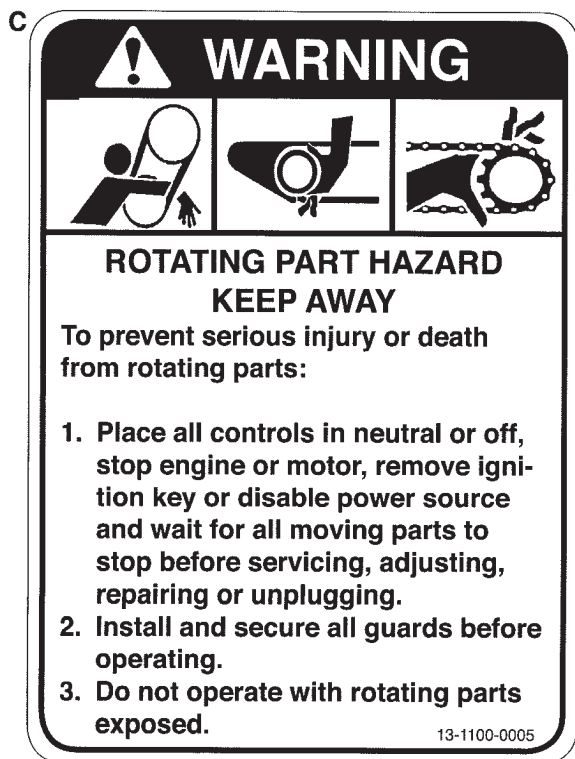 C
WARNING
ROTATING PART HAZARD
KEEP AWAY
To prevent serious injury or death
from rotating parts:
1. Place all controls in neutral or off,
stop engine or motor, remove igni-
tion key or disable power source
and wait for all moving parts to
stop before servicing, adjusting,
repairing or unplugging.
2. Install and secure all guards before
operating.
3. Do not operate with rotating parts
exposed.
13-1100-0005